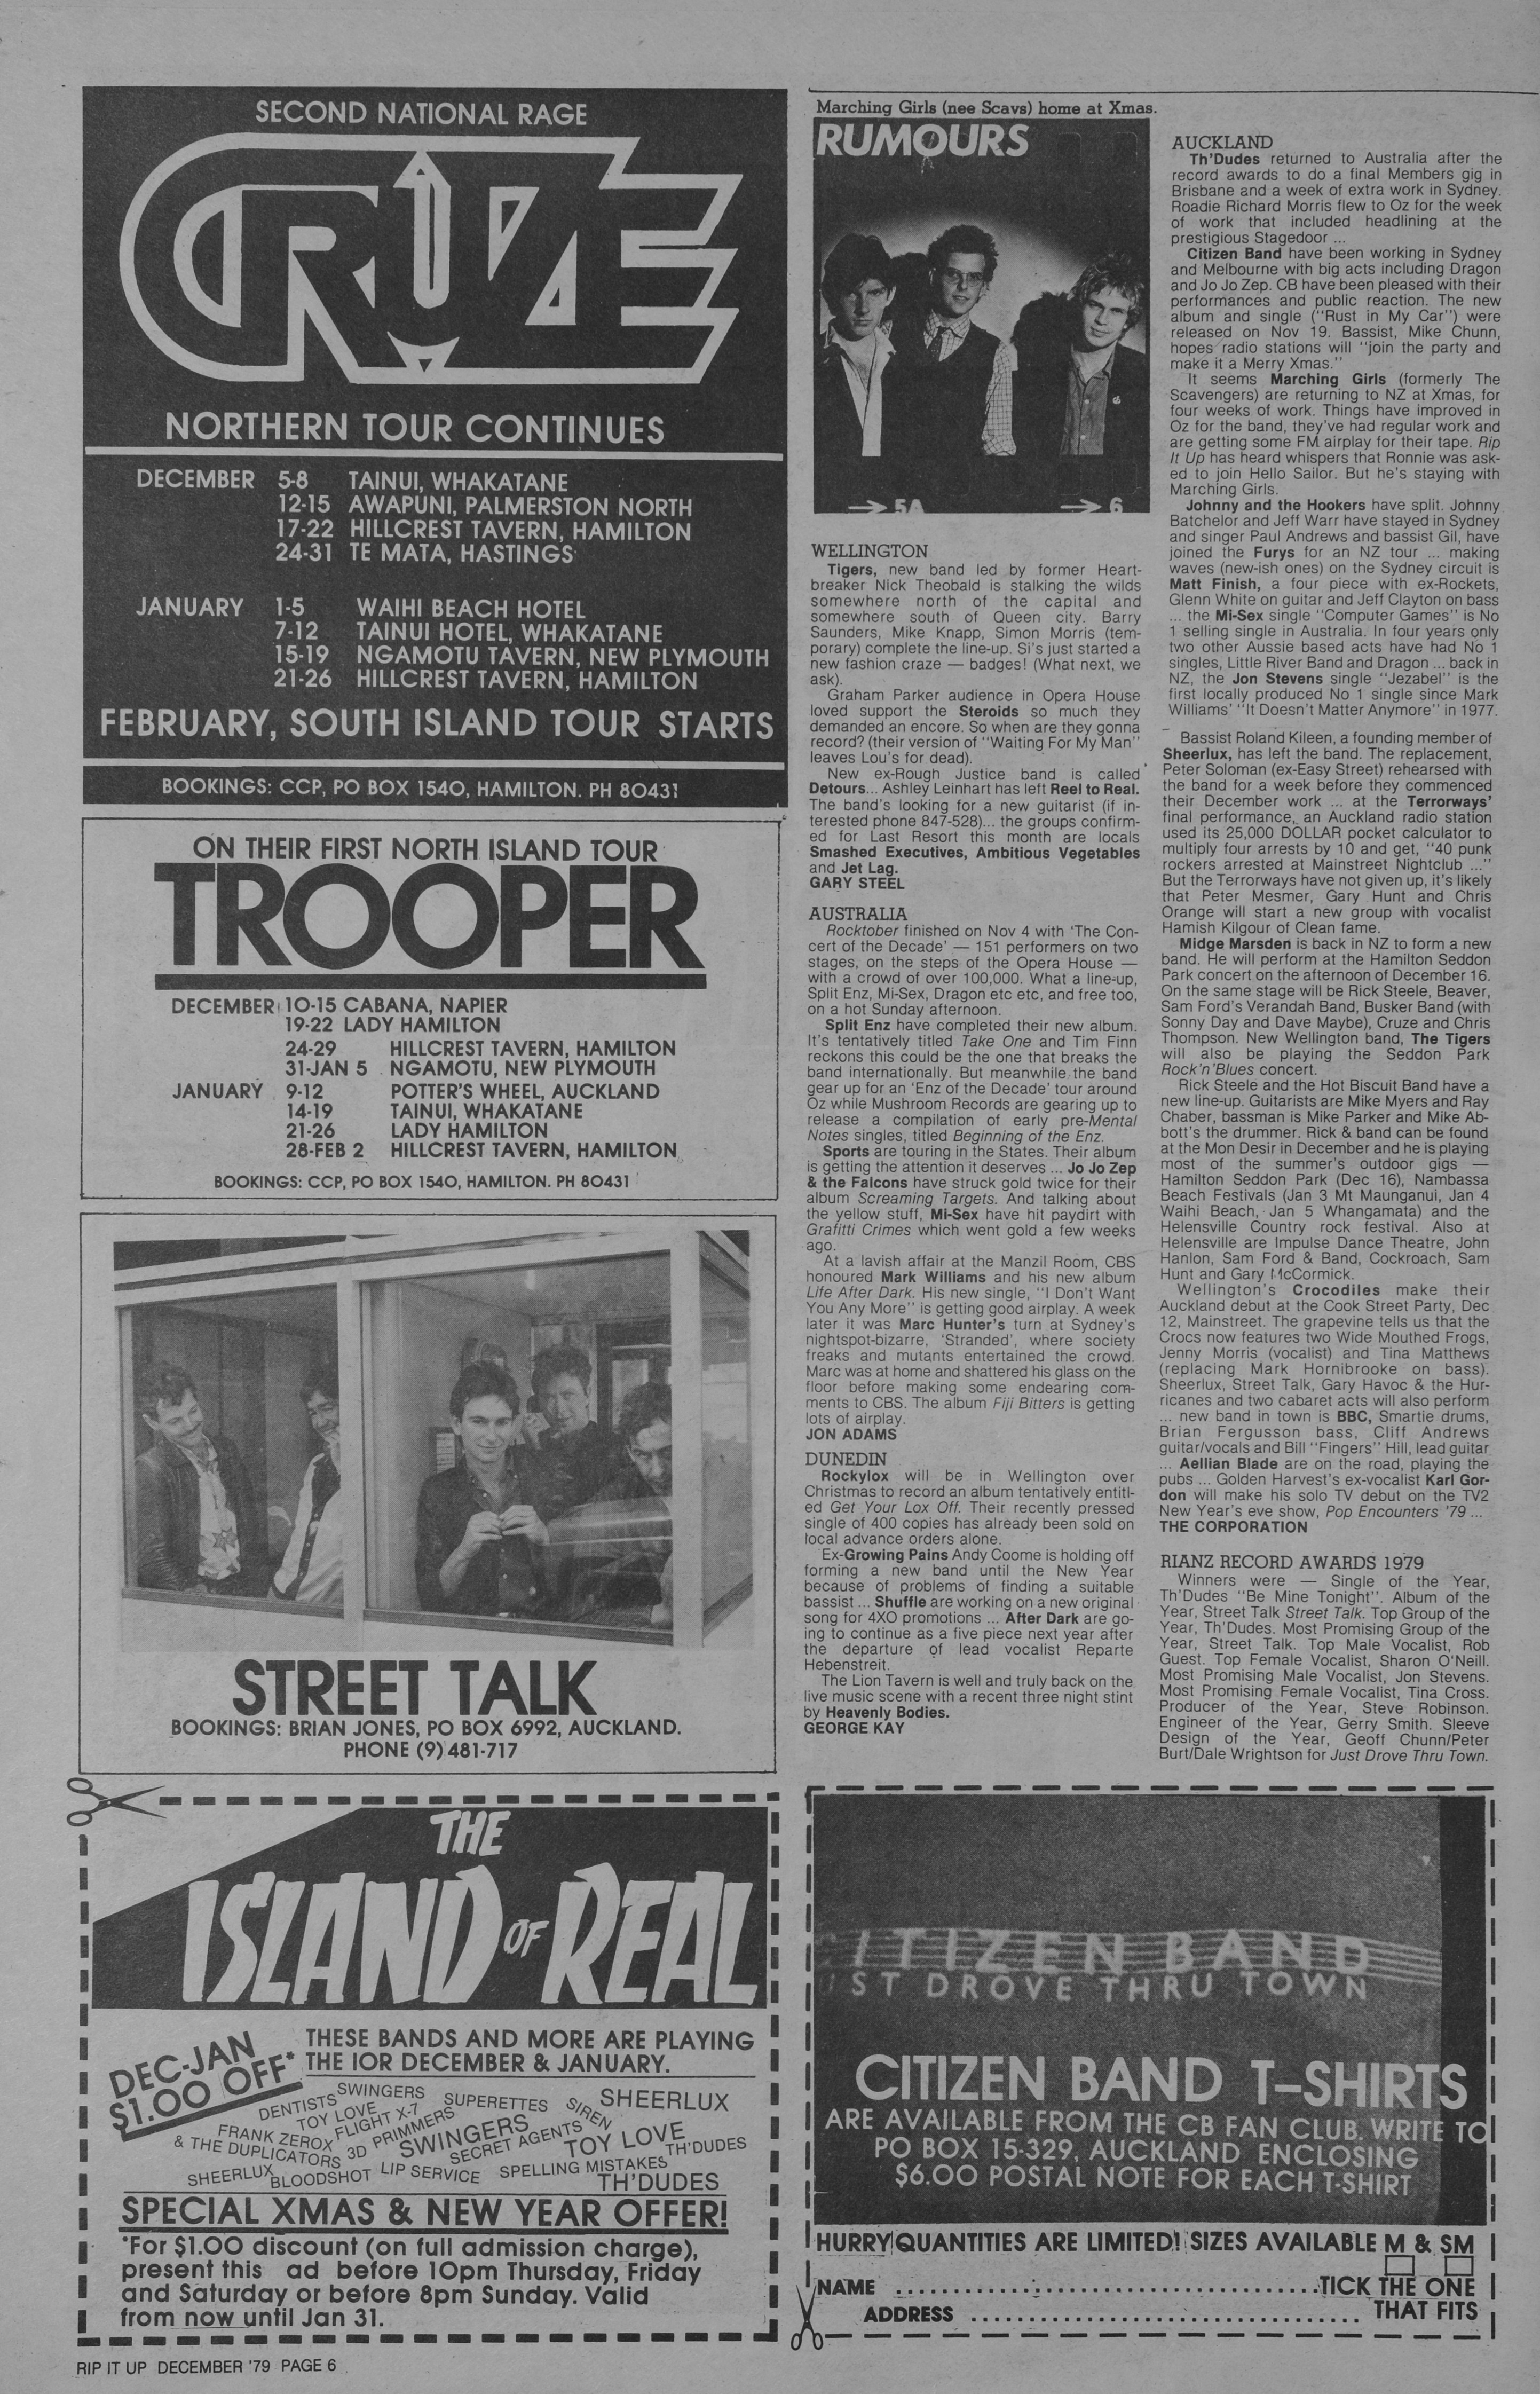 SECOND NATIONAL RAGE
CRUZE
NORTHERN TOUR CONTINUES
DECEMBER 5-8 TAINUI, WHAKATANE
12-15 AWAPUNI, PALMERSTON NORTH
17-22 HILLCREST TAVERN, HAMILTON
24-31 TE MATA, HASTINGS
JANUARY 1-5 WAIHI BEACH HOTEL
7-12 TAINUI HOTEL, WHAKATANE
15-19 NGAMOTU TAVERN, NEW PLYMOUTH
21-26 HILLCREST TAVERN, HAMILTON
FEBRUARY, SOUTH ISLAND TOUR STARTS
BOOKINGS: CCP, PO BOX 1540, HAMILTON. PH 80431
ON THEIR FIRST NORTH ISLAND TOUR
TROOPER
DECEMBER 10-15 CABANA, NAPIER
19-22 LADY HAMILTON
24-29 HILLCREST TAVERN, HAMILTON
31-JAN 5 NGAMOTU, NEW PLYMOUTH
JANUARY 9-12 POTTER'S WHEEL, AUCKLAND
14-19 TAINUI, WHAKATANE
21-26 LADY HAMILTON
28-FEB 2 HILLCREST TAVERN, HAMILTON
BOOKINGS: CCP, PO BOX 1540, HAMILTON. PH 80431
STREET TALK
BOOKINGS: BRIAN JONES, PO BOX 6992, AUCKLAND.
PHONE (9) 481-717
THE
ISLAND OF REAL
DEC-JAN
$1.00 OFF*
THESE BANDS AND MORE ARE PLAYING
THE IOR DECEMBER & JANUARY.
DENTISTS SWINGERS SUPERETTES SIREN SHEERLUX
TOY LOVE
FRANK ZEROX FLIGHT X-7
& THE DUPLICATORS 3D PRIMMERS SWINGERS SECRET AGENTS TOY LOVE TH'DUDES
SHEERLUX BLOODSHOT LIP SERVICE SPELLING MISTAKES
TH'DUDES
SPECIAL XMAS & NEW YEAR OFFER!
*For $1.00 discount (on full admission charge),
present this ad before 10pm Thursday, Friday
and Saturday or before 8pm Sunday. Valid
from now until Jan 31.
RIP IT UP DECEMBER '79 PAGE 6
Marching Girls (nee Scavs) home at Xmas.
RUMOURS
5A 6
WELLINGTON
Tigers, new band led by former Heart-
breaker Nick Theobald is stalking the wilds
somewhere north of the capital and
somewhere south of Queen city. Barry
Saunders, Mike Knapp, Simon Morris (tem-
porary) complete the line-up. Si's just started a
new fashion craze — badges! (What next, we
ask).
Graham Parker audience in Opera House
loved support the Steroids so much they
demanded an encore. So when are they gonna
record? (their version of "Waiting For My Man"
leaves Lou's for dead).
New ex-Rough Justice band is called
Detours... Ashley Leinhart has left Reel to Real.
The band's looking for a new guitarist (if in-
terested phone 847-528)... the groups confirm-
ed for Last Resort this month are locals
Smashed Executives, Ambitious Vegetables
and Jet Lag.
GARY STEEL
AUSTRALIA
Rocktober finished on Nov 4 with 'The Con-
cert of the Decade' — 151 performers on two
stages, on the steps of the Opera House —
with a crowd of over 100,000. What a line-up,
Split Enz, Mi-Sex, Dragon etc etc, and free too,
on a hot Sunday afternoon.
Split Enz have completed their new album.
It's tentatively titled Take One and Tim Finn
reckons this could be the one that breaks the
band internationally. But meanwhile the band
gear up for an 'Enz of the Decade' tour around
Oz while Mushroom Records are gearing up to
release a compilation of early pre-Mental
Notes singles, titled Beginning of the Enz.
Sports are touring in the States. Their album
is getting the attention it deserves ... Jo Jo Zep
& the Falcons have struck gold twice for their
album Screaming Targets. And talking about
the yellow stuff, Mi-Sex have hit paydirt with
Grafitti Crimes which went gold a few weeks
ago.
At a lavish affair at the Manzil Room, CBS
honoured Mark Williams and his new album
Life After Dark. His new single, "I Don't Want
You Any More" is getting good airplay. A week
later it was Marc Hunter's turn at Sydney's
nightspot-bizarre, 'Stranded', where society
freaks and mutants entertained the crowd.
Marc was at home and shattered his glass on the
floor before making some endearing com-
ments to CBS. The album Fiji Bitters is getting
lots of airplay.
JON ADAMS
DUNEDIN
Rockylox will be in Wellington over
Christmas to record an album tentatively entitl-
ed Get Your Lox Off. Their recently pressed
single of 400 copies has already been sold on
local advance orders alone.
Ex-Growing Pains Andy Coome is holding off
forming a new band until the New Year
because of problems of finding a suitable
bassist ... Shuffle are working on a new original
song for 4XO promotions ... After Dark are go-
ing to continue as a five piece next year after
the departure of lead vocalist Reparte
Hebenstreit.
The Lion Tavern is well and truly back on the
live music scene with a recent three night stint
by Heavenly Bodies.
GEORGE KAY
AUCKLAND
Th'Dudes returned to Australia after the
record awards to do a final Members gig in
Brisbane and a week of extra work in Sydney.
Roadie Richard Morris flew to Oz for the week
of work that included headlining at the
prestigious Stagedoor ...
Citizen Band have been working in Sydney
and Melbourne with big acts including Dragon
and Jo Jo Zep. CB have been pleased with their
performances and public reaction. The new
album and single ("Rust in My Car") were
released on Nov 19. Bassist, Mike Chunn,
hopes radio stations will "join the party and
make it a Merry Xmas."
It seems Marching Girls (formerly The
Scavengers) are returning to NZ at Xmas, for
four weeks of work. Things have improved in
Oz for the band, they've had regular work and
are getting some FM airplay for their tape. Rip
It Up has heard whispers that Ronnie was ask-
ed to join Hello Sailor. But he's staying with
Marching Girls.
Johnny and the Hookers have split. Johnny
Batchelor and Jeff Warr have stayed in Sydney
and singer Paul Andrews and bassist Gil, have
joined the Furys for an NZ tour ... making
waves (new-ish ones) on the Sydney circuit is
Matt Finish, a four piece with ex-Rockets,
Glenn White on guitar and Jeff Clayton on bass
... the Mi-Sex single "Computer Games" is No
1 selling single in Australia. In four years only
two other Aussie based acts have had No 1
singles, Little River Band and Dragon ... back in
NZ, the Jon Stevens single "Jezabel" is the
first locally produced No 1 single since Mark
Williams' "It Doesn't Matter Anymore" in 1977.
Bassist Roland Kileen, a founding member of
Sheerlux, has left the band. The replacement,
Peter Soloman (ex-Easy Street) rehearsed with
the band for a week before they commenced
their December work ... at the Terrorways'
final performance, an Auckland radio station
used its 25,000 DOLLAR pocket calculator to
multiply four arrests by 10 and get, "40 punk
rockers arrested at Mainstreet Nightclub ..."
But the Terrorways have not given up, it's likely
that Peter Mesmer, Gary Hunt and Chris
Orange will start a new group with vocalist
Hamish Kilgour of Clean fame.
Midge Marsden is back in NZ to form a new
band. He will perform at the Hamilton Seddon
Park concert on the afternoon of December 16.
On the same stage will be Rick Steele, Beaver,
Sam Ford's Verandah Band, Busker Band (with
Sonny Day and Dave Maybe), Cruze and Chris
Thompson. New Wellington band, The Tigers
will also be playing the Seddon Park
Rock'n'Blues concert.
Rick Steele and the Hot Biscuit Band have a
new line-up. Guitarists are Mike Myers and Ray
Chaber, bassman is Mike Parker and Mike Ab-
bott's the drummer. Rick & band can be found
at the Mon Desir in December and he is playing
most of the summer's outdoor gigs —
Hamilton Seddon Park (Dec 16), Nambassa
Beach Festivals (Jan 3 Mt Maunganui, Jan 4
Waihi Beach, Jan 5 Whangamata) and the
Helensville Country rock festival. Also at
Helensville are Impulse Dance Theatre, John
Hanlon, Sam Ford & Band, Cockroach, Sam
Hunt and Gary McCormick.
Wellington's Crocodiles make their
Auckland debut at the Cook Street Party, Dec
12, Mainstreet. The grapevine tells us that the
Crocs now features two Wide Mouthed Frogs,
Jenny Morris (vocalist) and Tina Matthews
(replacing Mark Hornibrooke on bass).
Sheerlux, Street Talk, Gary Havoc & the Hur-
ricanes and two cabaret acts will also perform
... new band in town is BBC, Smartie drums,
Brian Fergusson bass, Cliff Andrews
guitar/vocals and Bill "Fingers" Hill, lead guitar
... Aellian Blade are on the road, playing the
pubs ... Golden Harvest's ex-vocalist Karl Gor-
don will make his solo TV debut on the TV2
New Year's eve show, Pop Encounters '79 ...
THE CORPORATION
RIANZ RECORD AWARDS 1979
Winners were — Single of the Year,
Th'Dudes "Be Mine Tonight". Album of the
Year, Street Talk Street Talk. Top Group of the
Year, Th'Dudes. Most Promising Group of the
Year, Street Talk. Top Male Vocalist, Rob
Guest. Top Female Vocalist, Sharon O'Neill.
Most Promising Male Vocalist, Jon Stevens.
Most Promising Female Vocalist, Tina Cross.
Producer of the Year, Steve Robinson.
Engineer of the Year, Gerry Smith. Sleeve
Design of the Year, Geoff Chunn/Peter
Burt/Dale Wrightson for Just Drove Thru Town.
CITIZEN BAND
UST DROVE THRU TOWN
CITIZEN BAND T-SHIRTS
ARE AVAILABLE FROM THE CB FAN CLUB. WRITE TO
PO BOX 15-329, AUCKLAND ENCLOSING
$6.00 POSTAL NOTE FOR EACH T-SHIRT
HURRY! QUANTITIES ARE LIMITED! SIZES AVAILABLE M & SM
NAME ........ TICK THE ONE
ADDRESS ........ THAT FITS